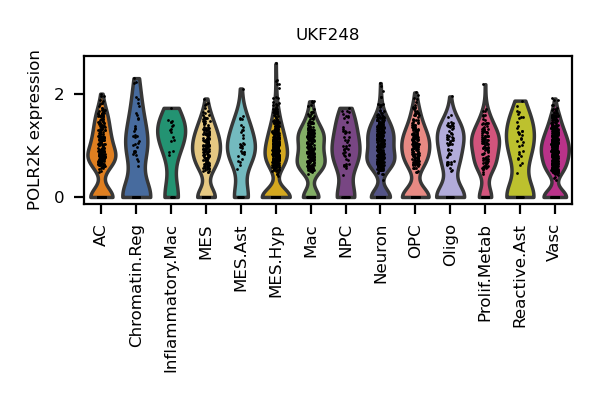 UKF248
POLR2K expression
2
0
AC
Chromatin.Reg
Inflammatory.Mac
MES
MES.Ast
MES.Hyp
Mac
NPC
Neuron
OPC
Oligo
Prolif.Metab
Reactive.Ast
Vasc